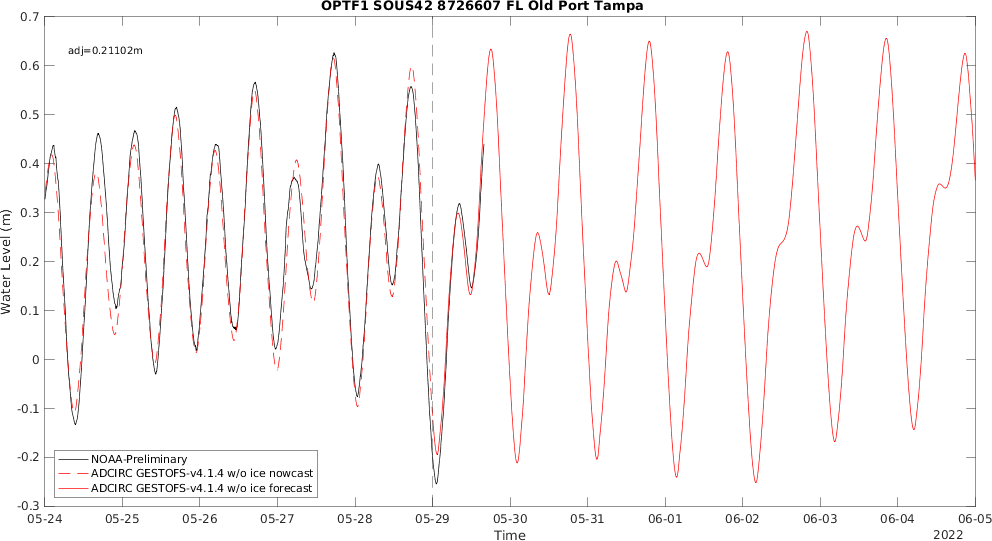 OPTF1 SOUS42 8726607 FL Old Port Tampa
adj=0.21102m
0.7
0.6
0.5
0.4
0.3
0.2
0.1
0
-0.1
-0.2
-0.3
Water Level (m)
NOAA-Preliminary
ADCIRC GESTOFS-v4.1.4 w/o ice nowcast
ADCIRC GESTOFS-v4.1.4 w/o ice forecast
05-24 05-25 05-26 05-27 05-28 05-29 05-30 05-31 06-01 06-02 06-03 06-04 06-05
Time
2022